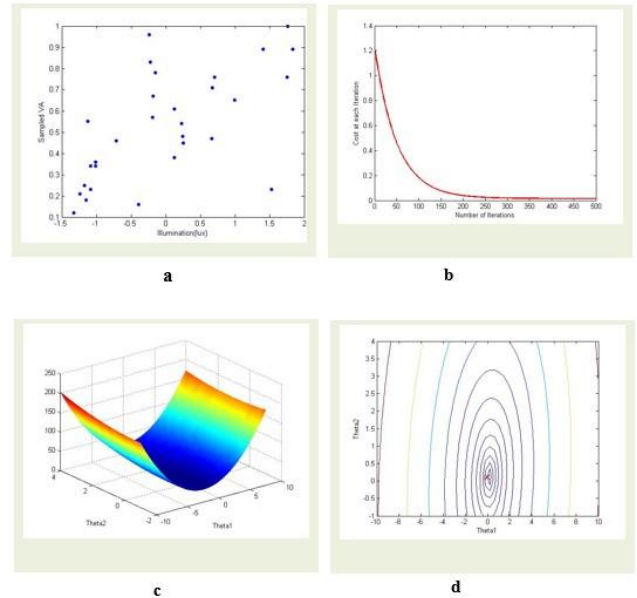 1
0.9
0.8
0.7
0.6
0.5
0.4
0.3
0.2
0.1
Sampled VA
-1.5 -1 -0.5 0 0.5 1 1.5 2
Illumination(lux)
a
1.4
1.2
1
0.8
0.6
0.4
0.2
0
Cost at each Iteration
0 50 100 150 200 250 300 350 400 450 500
Number of Iterations
b
250
200
150
100
50
0
4
2
0
-2
Theta2
-10 -5 0 5 10
Theta1
c
4
3.5
3
2.5
2
1.5
1
0.5
0
-0.5
-1
Theta2
-10 -8 -6 -4 -2 0 2 4 6 8 10
Theta1
d